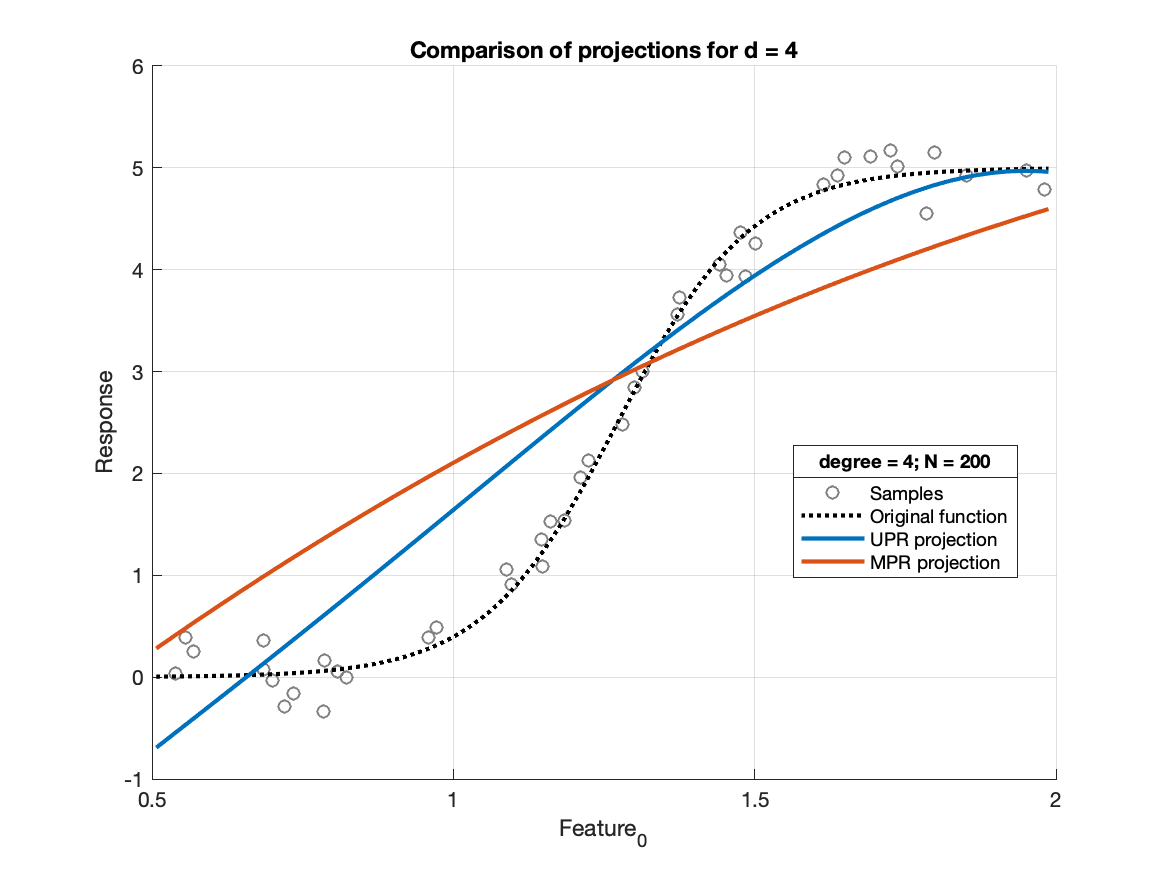 Comparison of projections for d = 4
6
5
4
3
2
1
0
-1
Response
0.5
1
1.5
2
Feature0
degree = 4; N = 200
Samples
Original function
UPR projection
MPR projection